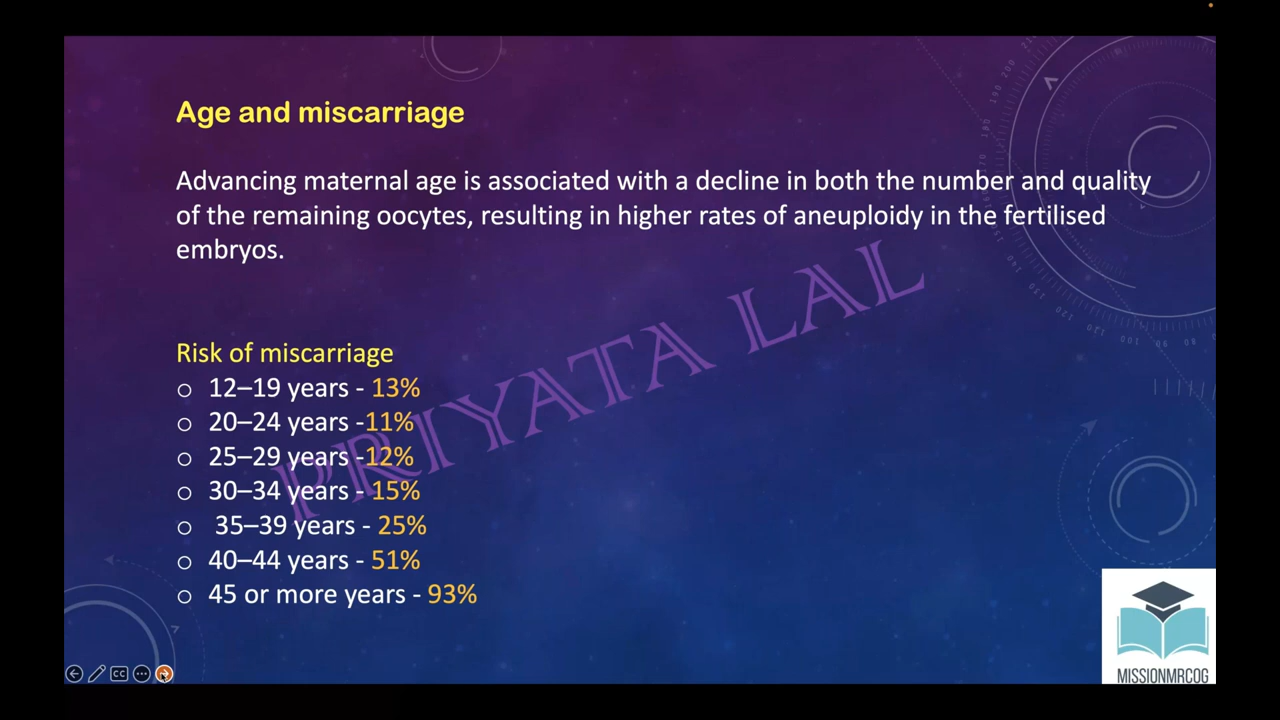 Age and miscarriage
Advancing maternal age is associated with a decline in both the number and quality
of the remaining oocytes, resulting in higher rates of aneuploidy in the fertilised
embryos.
Risk of miscarriage
12–19 years - 13%
20–24 years -11%
25–29 years -12%
30–34 years - 15%
35–39 years - 25%
40–44 years - 51%
45 or more years - 93%
PRIYATA LAL
MISSIONMRCOG
CC